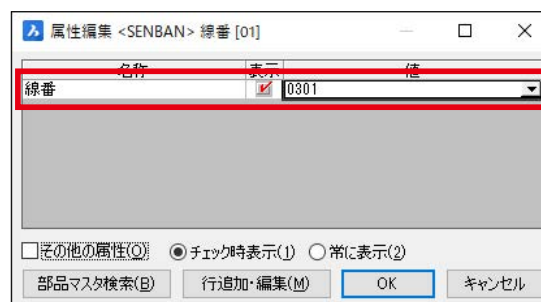 属性編集 <SENBAN> 線番 [01]
名称 表示 値
線番 0301
その他の属性(O) チェック時表示(1) 常に表示(2)
部品マスタ検索(B) 行追加・編集(M) OK キャンセル